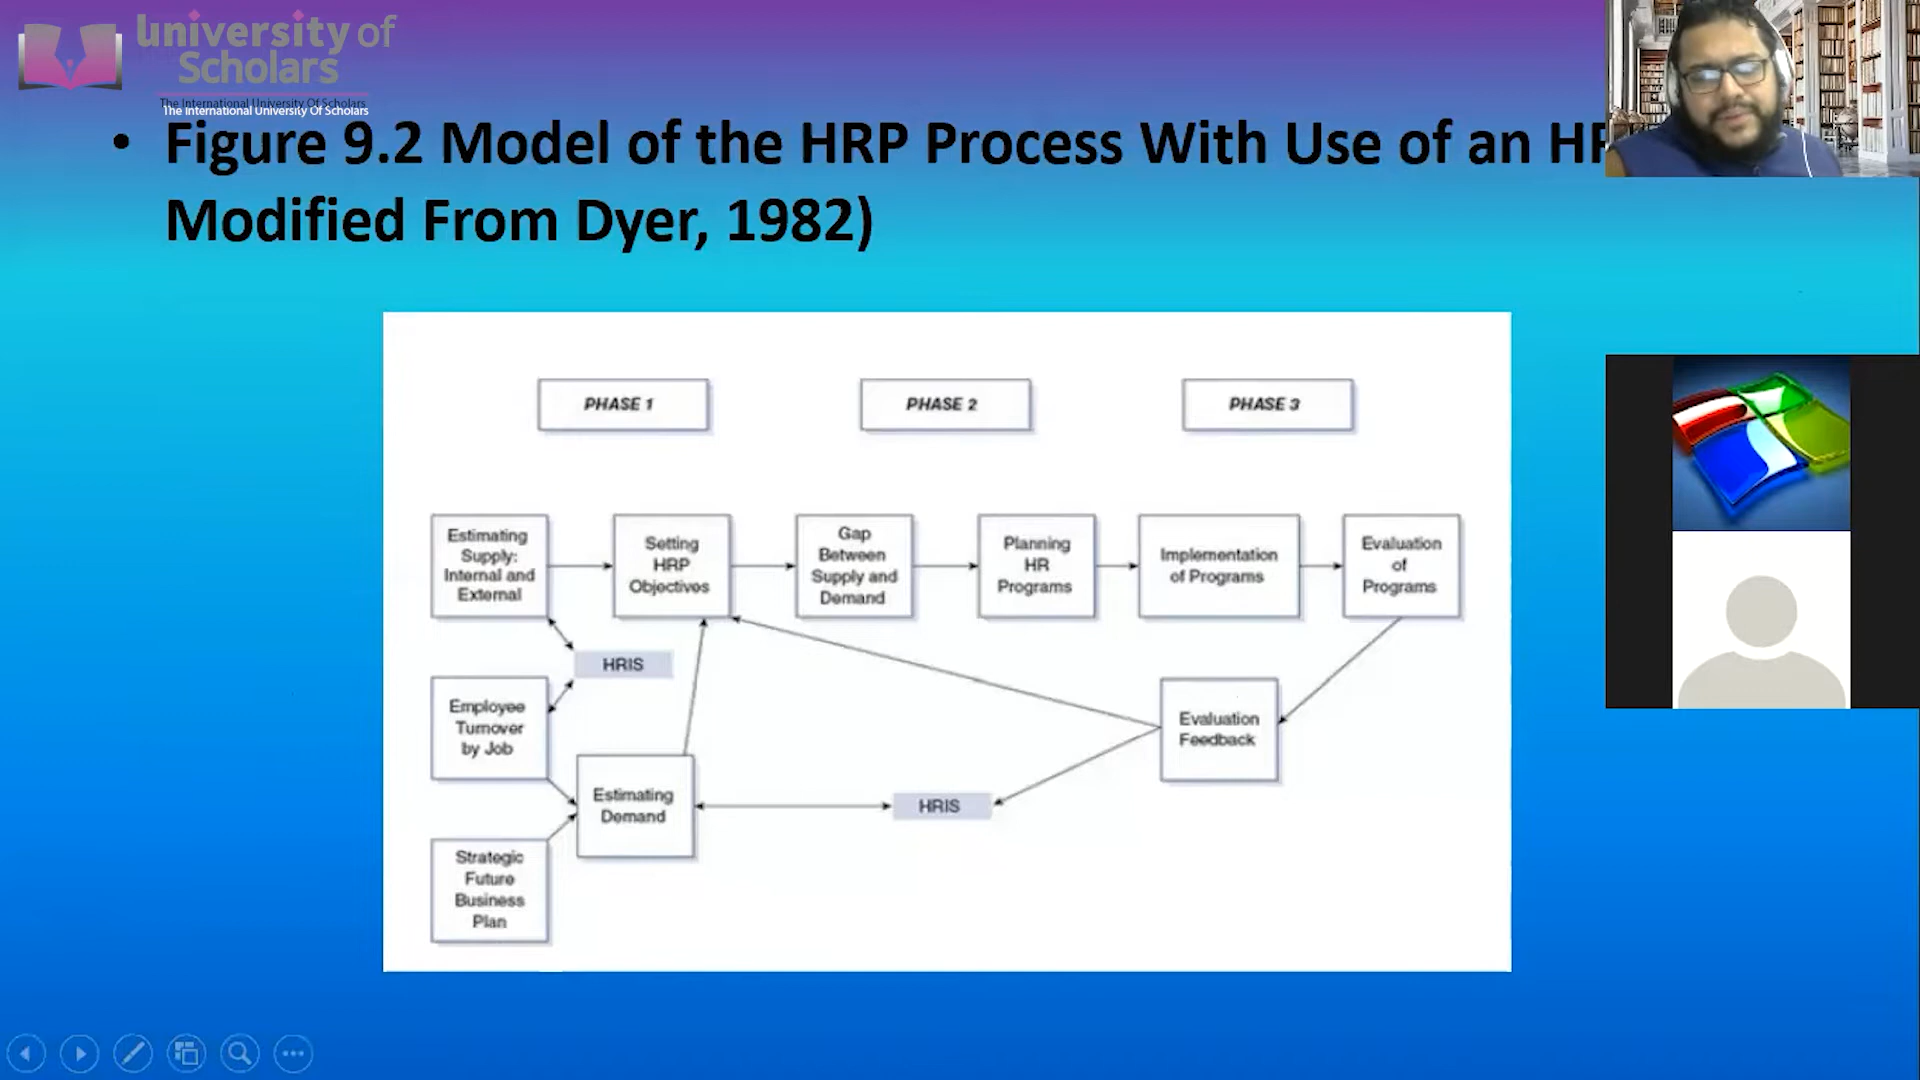 University of
Scholars
The International University Of Scholars
The International University Of Scholars
• Figure 9.2 Model of the HRP Process With Use of an
Modified From Dyer, 1982)
PHASE 1
PHASE 2
PHASE 3
Estimating
Supply:
Internal and
External
Setting
HRP
Objectives
Gap
Between
Supply and
Demand
Planning
HR
Programs
Implementation
of Programs
Evaluation
of
Programs
HRIS
Employee
Turnover
by Job
Evaluation
Feedback
Estimating
Demand
HRIS
Strategic
Future
Business
Plan